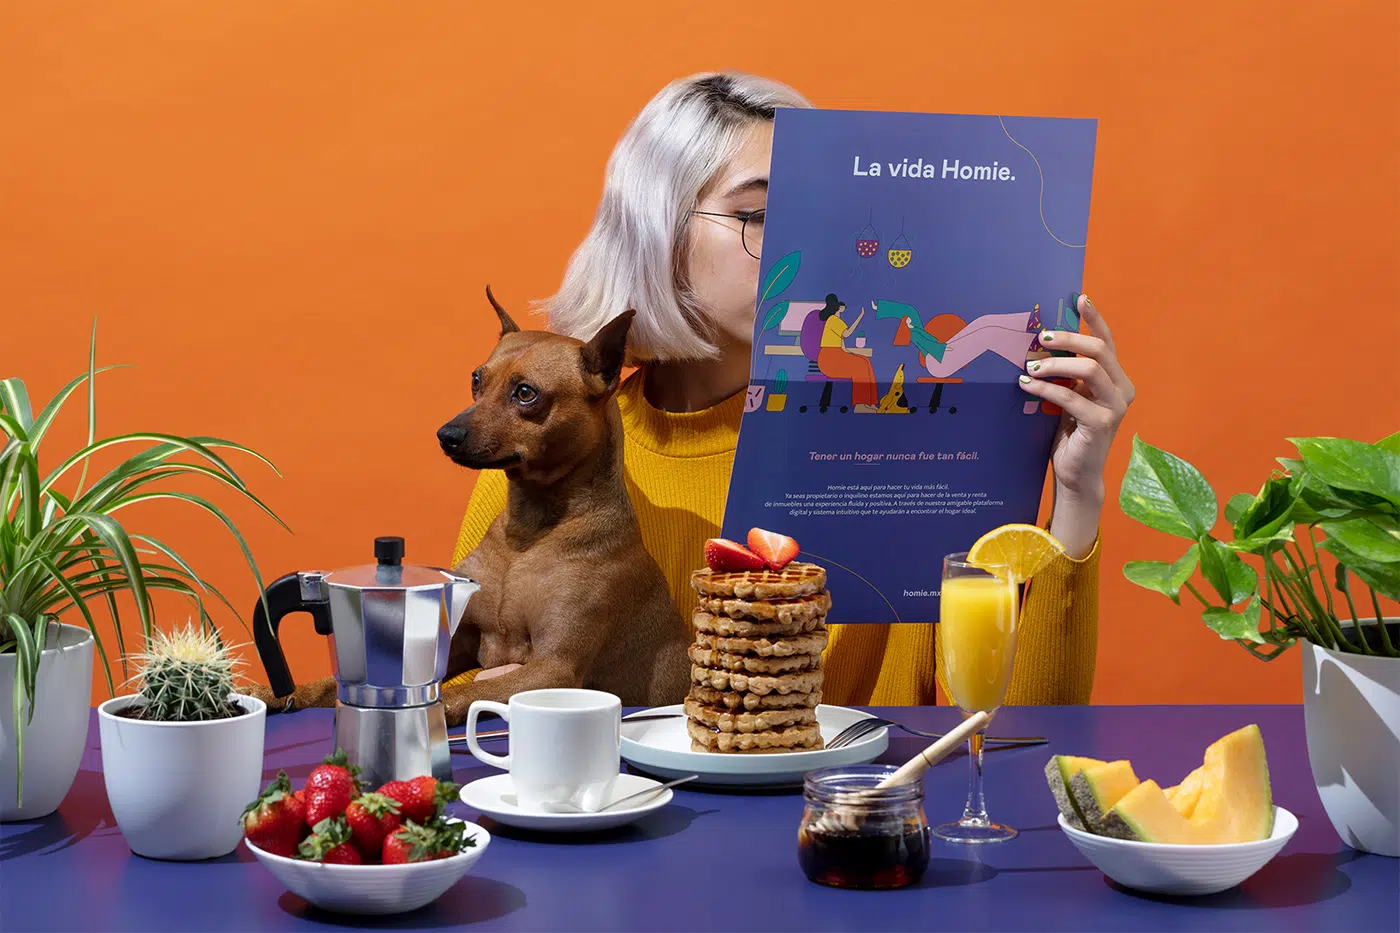 La vida Homie.
Tener un hogar nunca fue tan fácil.
Homie está aquí para hacer tu vida más fácil.
Ya seas propietario o inquilino estamos aquí para hacer de la venta y renta
de inmuebles una experiencia fluida y positiva. A través de nuestra amigable plataforma
digital y sistema intuitivo que te ayudarán a encontrar el hogar ideal.
homie.mx